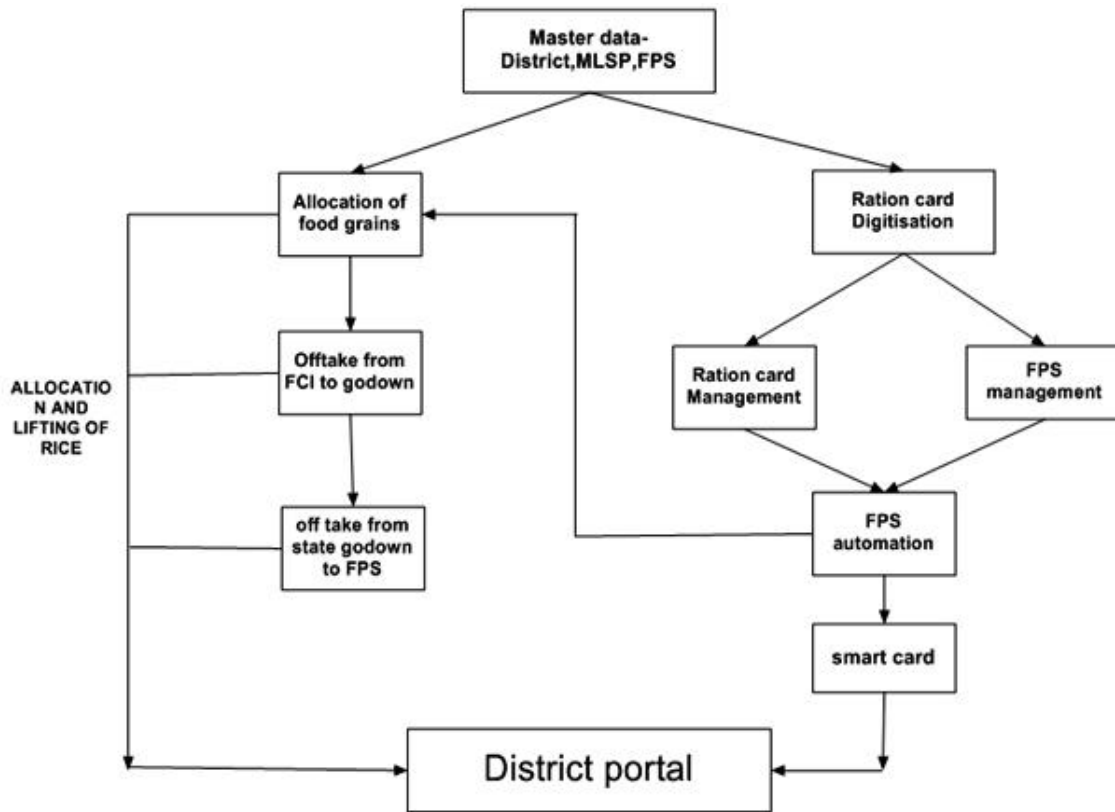 Master data-
District,MLSP,FPS
Allocation of
food grains
Ration card
Digitisation
Offtake from
FCI to godown
Ration card
Management
FPS
management
ALLOCATIO
N AND
LIFTING OF
RICE
off take from
state godown
to FPS
FPS
automation
smart card
District portal